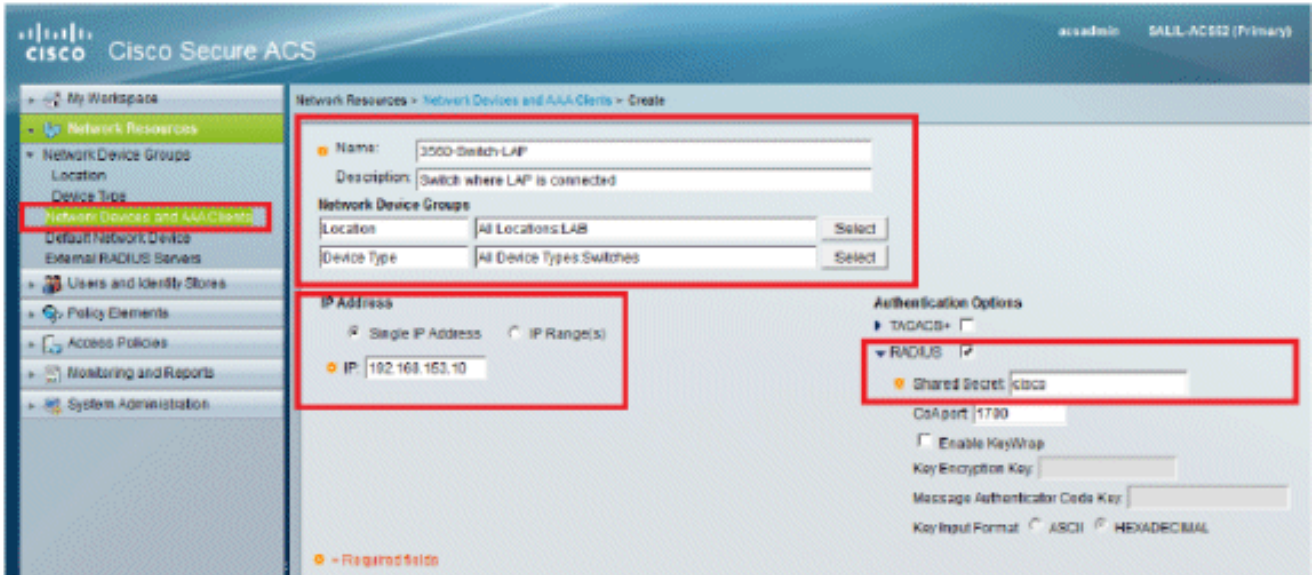 cisco Cisco Secure ACS
acsadmin SALIL-ACS52 (Primary)
My Workspace
Network Resources
Network Device Groups
Location
Device Type
Network Devices and AAA Clients
Default Network Device
External RADIUS Servers
Users and Identity Stores
Policy Elements
Access Policies
Monitoring and Reports
System Administration
Network Resources > Network Devices and AAA Clients > Create
Name: 3560-Switch-LAP
Description: Switch where LAP is connected
Network Device Groups
Location All Locations:LAB Select
Device Type All Device Types:Switches Select
IP Address
Single IP Address IP Range(s)
IP: 192.168.153.10
Authentication Options
TACACS+
RADIUS
Shared Secret: cisco
CoA port: 1700
Enable KeyWrap
Key Encryption Key:
Message Authenticator Code Key:
Key Input Format ASCII HEXADECIMAL
= Required fields